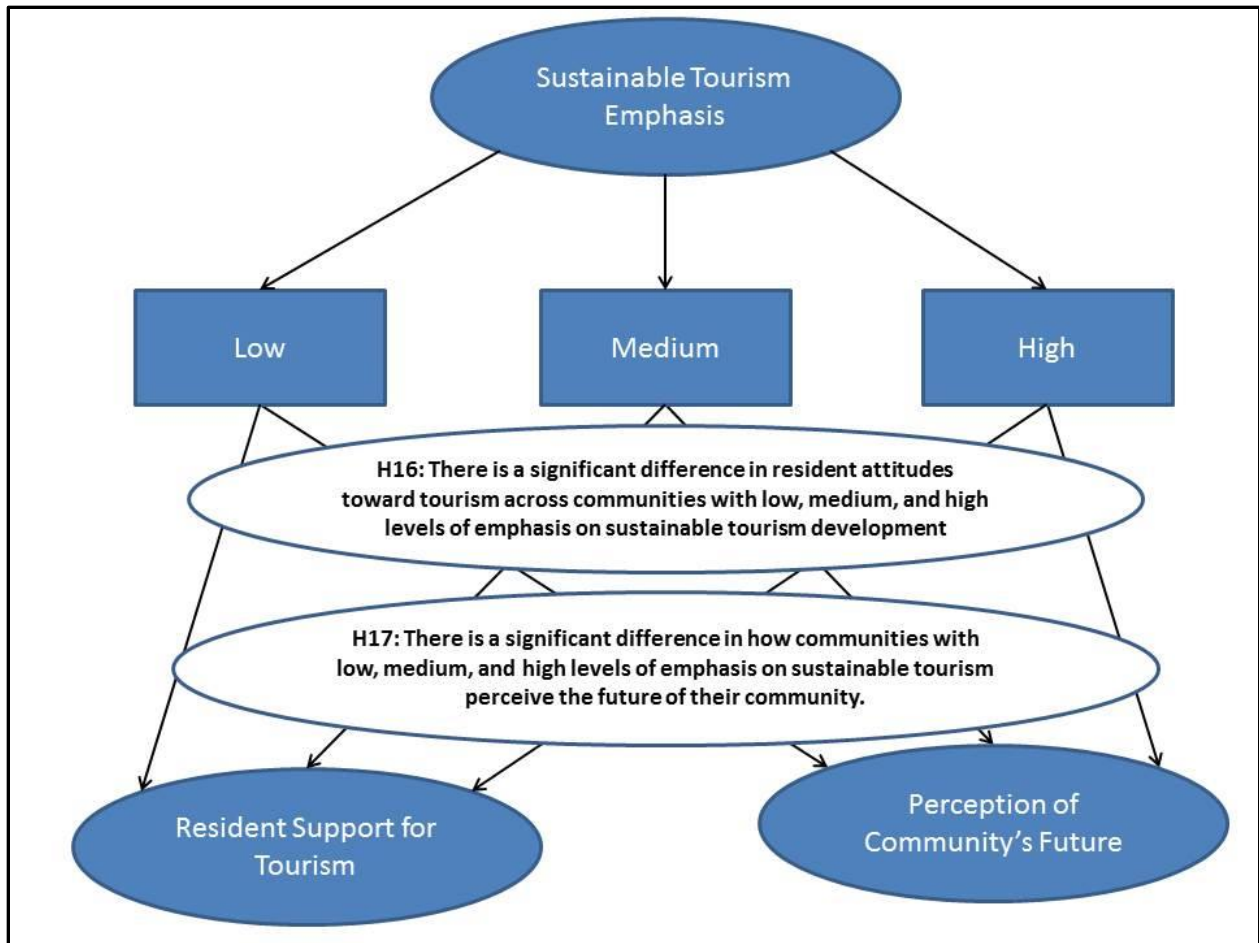 Sustainable Tourism
Emphasis
Low
Medium
High
H16: There is a significant difference in resident attitudes
toward tourism across communities with low, medium, and high
levels of emphasis on sustainable tourism development
H17: There is a significant difference in how communities with
low, medium, and high levels of emphasis on sustainable tourism
perceive the future of their community.
Resident Support for
Tourism
Perception of
Community’s Future